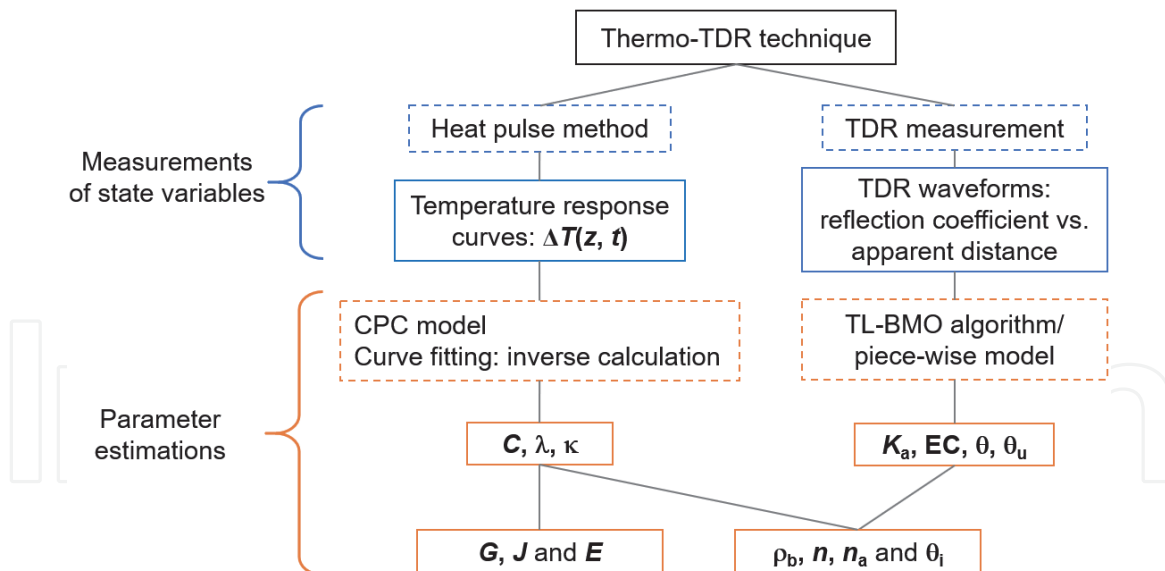 Thermo-TDR technique
Heat pulse method
TDR measurement
Measurements
of state variables
Temperature response
curves: ΔT(z, t)
TDR waveforms:
reflection coefficient vs.
apparent distance
CPC model
Curve fitting: inverse calculation
TL-BMO algorithm/
piece-wise model
Parameter
estimations
C, λ, κ
Kₐ, EC, θ, θᵤ
G, J and E
ρb, n, nₐ and θᵢ